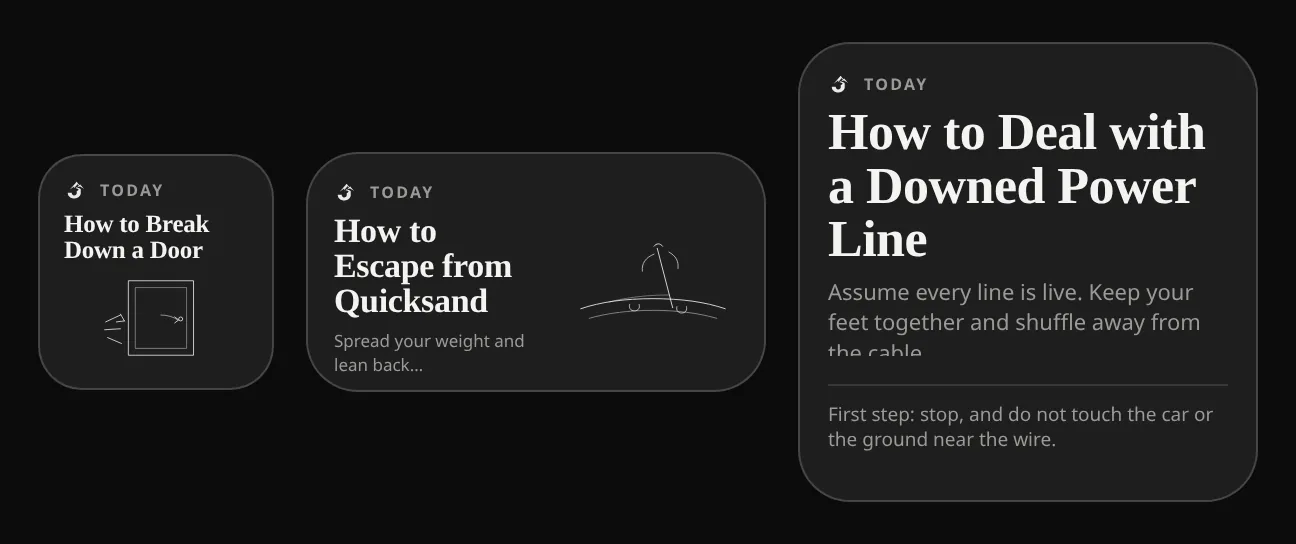 TODAY
How to Break
Down a Door
TODAY
How to
Escape from
Quicksand
Spread your weight and
lean back...
TODAY
How to Deal with
a Downed Power
Line
Assume every line is live. Keep your
feet together and shuffle away from
the cable
First step: stop, and do not touch the car or
the ground near the wire.